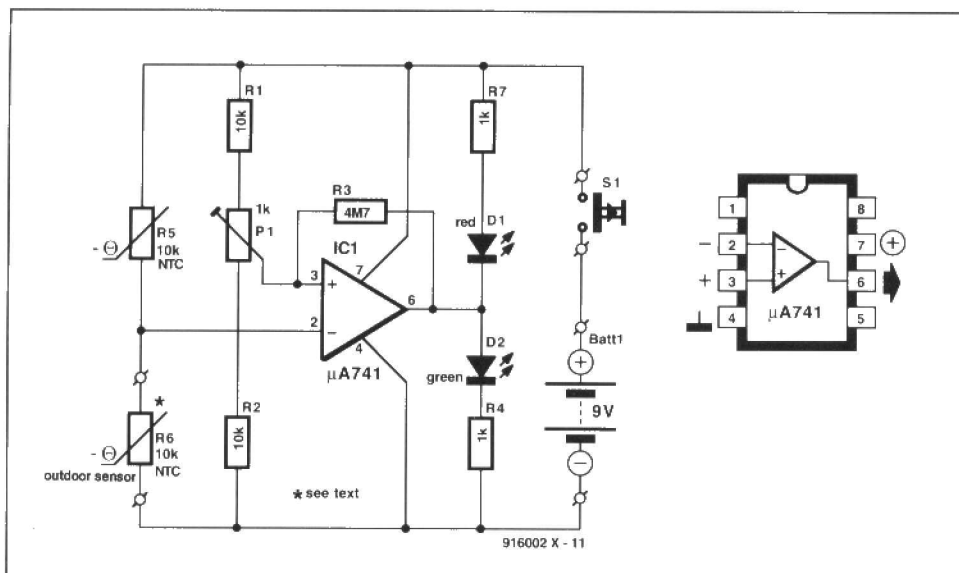 R1
10k
R7
1k
R3
4M7
S1
1k
P1
- Θ
R5
10k
NTC
red
D1
IC1
7
3
+
6
2
−
4
µA741
D2
green
Batt1
+
9V
−
R2
10k
R4
1k
*
- Θ
R6
10k
NTC
outdoor sensor
* see text
916002 X - 11
1
8
−
2
−
7
+
+
3
+
6
µA741
4
5